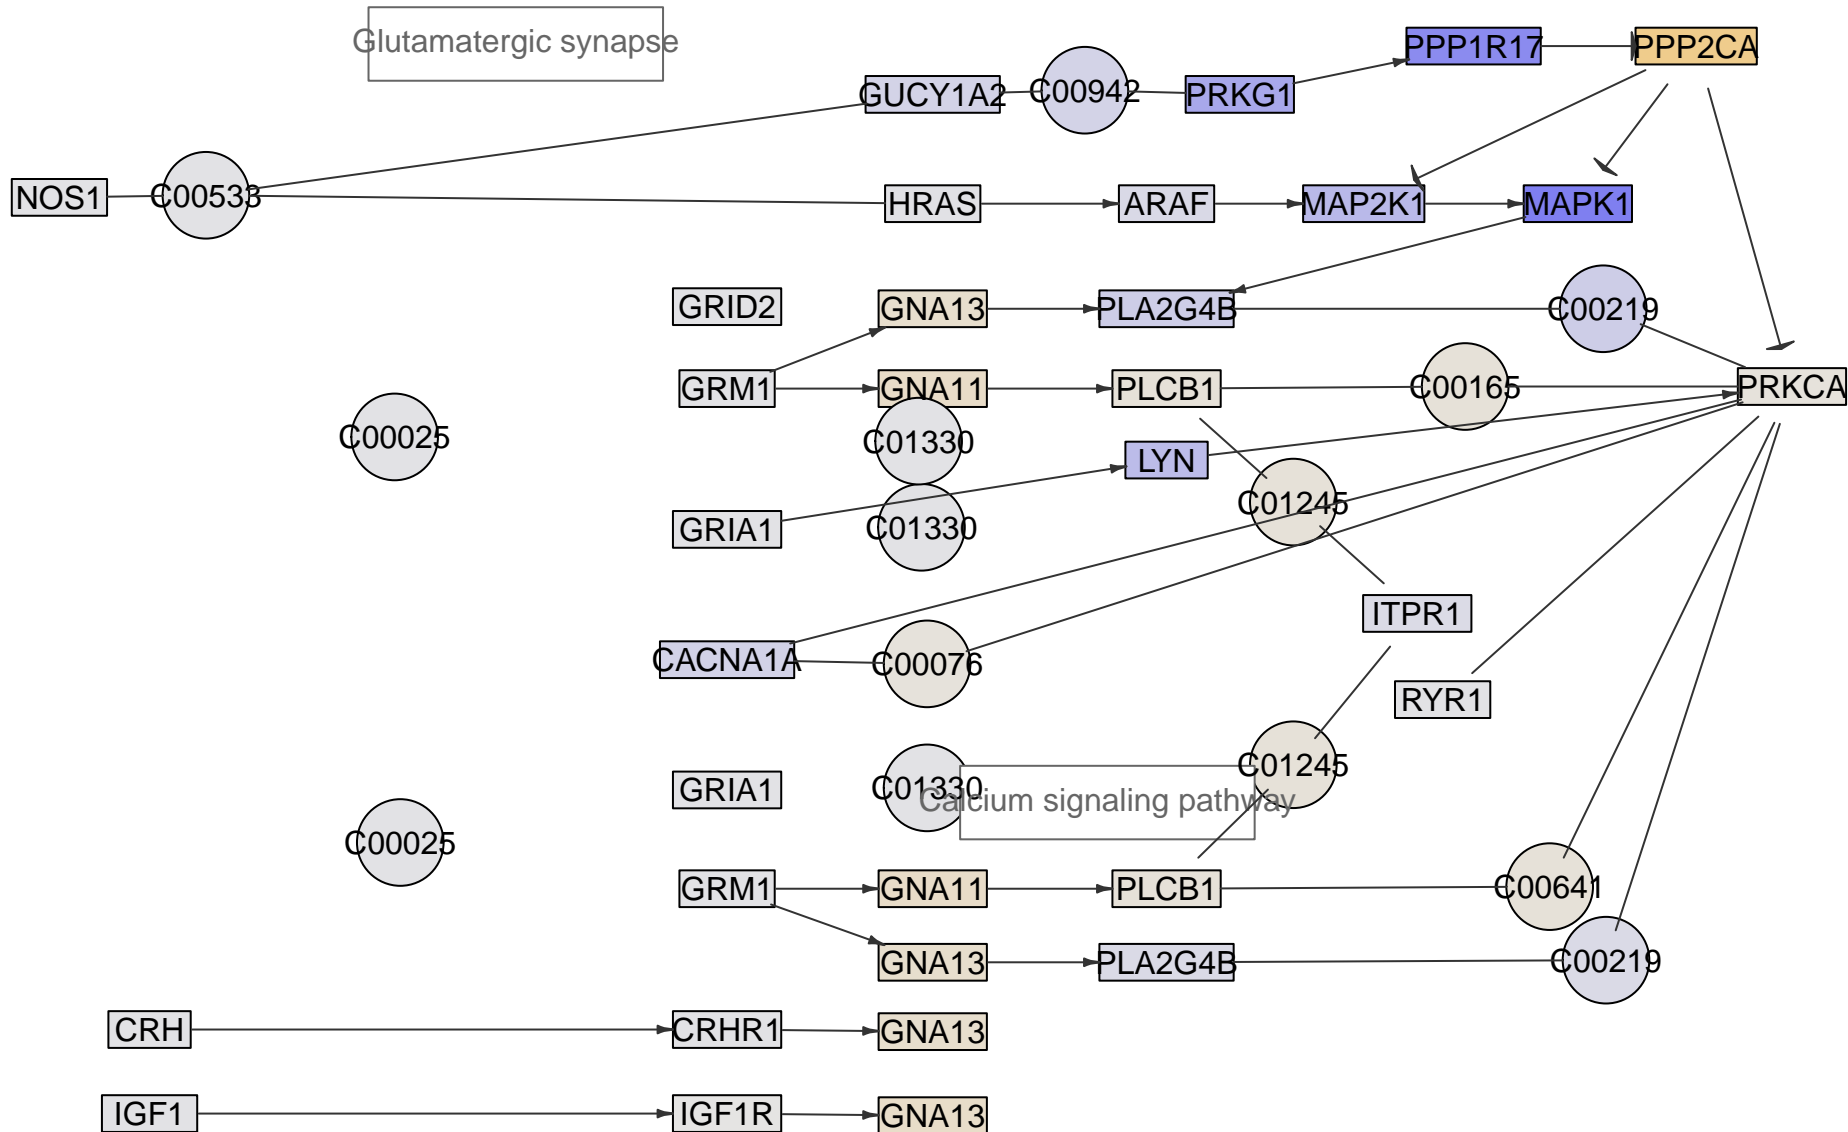 Glutamatergic synapse
PPP1R17
PPP2CA
GUCY1A2
C00942
PRKG1
NOS1
C00533
HRAS
ARAF
MAP2K1
MAPK1
GRID2
GNA13
PLA2G4B
C00219
GRM1
GNA11
PLCB1
C00165
PRKCA
C00025
C01330
LYN
C01245
GRIA1
C01330
ITPR1
CACNA1A
C00076
RYR1
C01245
GRIA1
C01330
Calcium signaling pathway
C00025
GRM1
GNA11
PLCB1
C00641
GNA13
PLA2G4B
C00219
CRH
CRHR1
GNA13
IGF1
IGF1R
GNA13